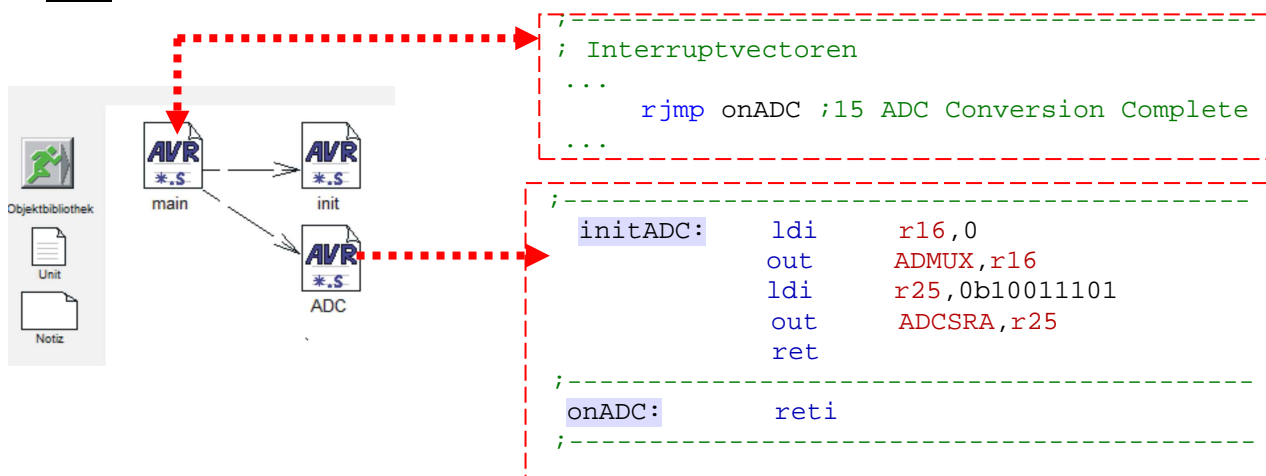 Objektbibliothek
Unit
Notiz
AVR
*.S
main
AVR
*.S
init
AVR
*.S
ADC
;-------------------------------------------
; Interruptvectoren
...
rjmp onADC ;15 ADC Conversion Complete
...
;-------------------------------------------
initADC: ldi r16,0
out ADMUX,r16
ldi r25,0b10011101
out ADCSRA,r25
ret
;-------------------------------------------
onADC: reti
;-------------------------------------------